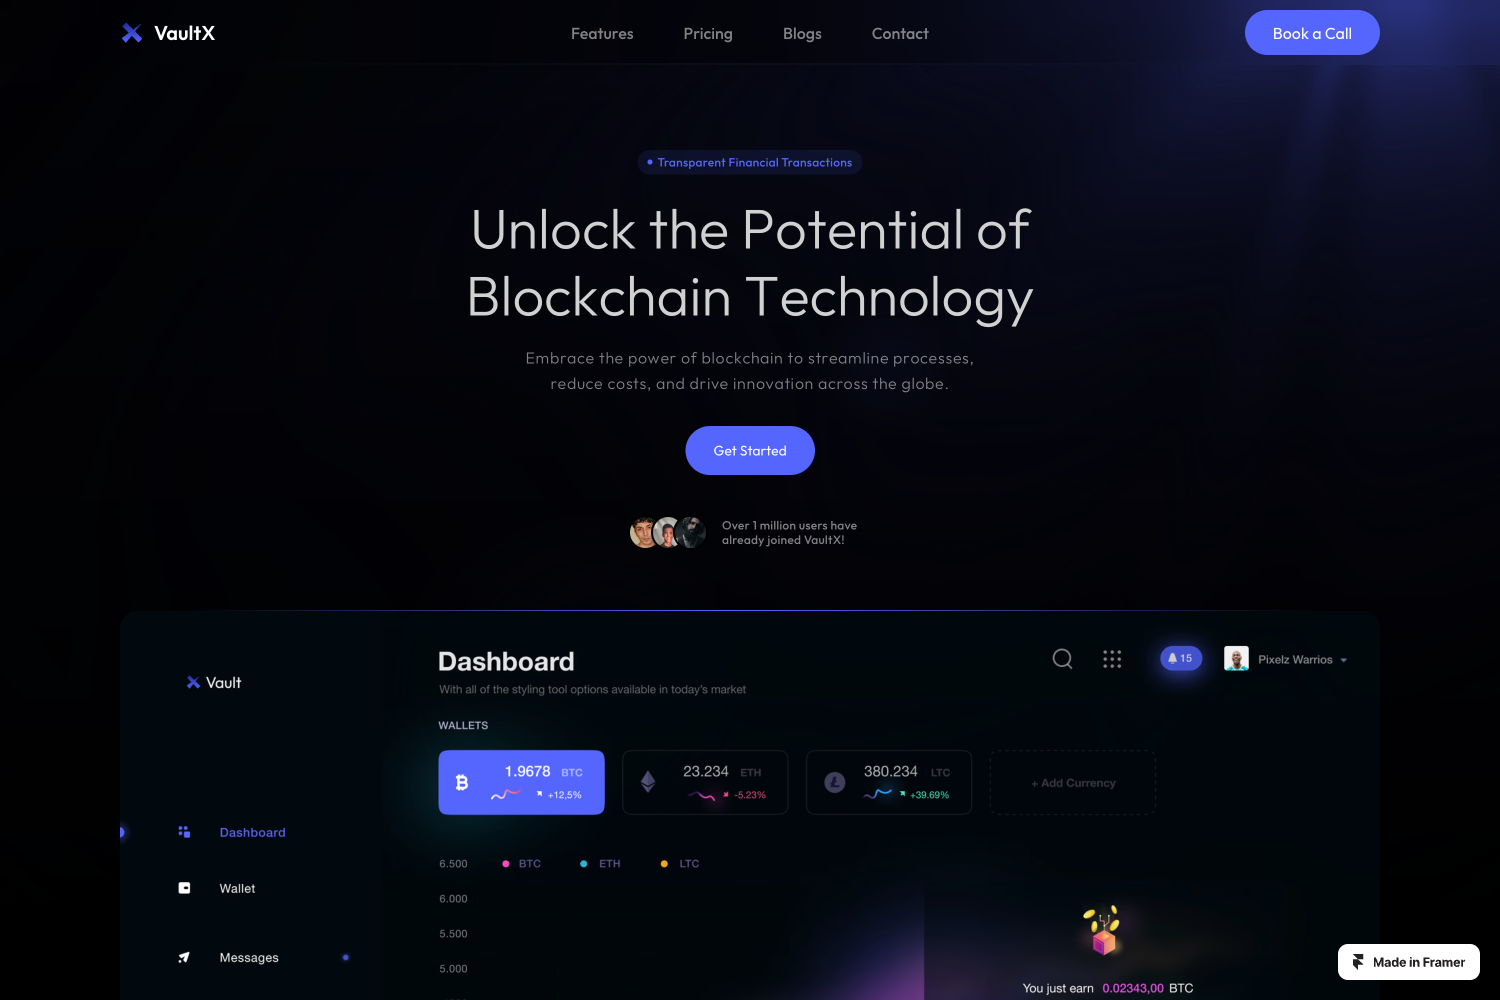 VaultX
Features
Pricing
Blogs
Contact
Book a Call
Transparent Financial Transactions
Unlock the Potential of
Blockchain Technology
Embrace the power of blockchain to streamline processes,
reduce costs, and drive innovation across the globe.
Get Started
Over 1 million users have
already joined VaultX!
Vault
Dashboard
With all of the styling tool options available in today's market
15
Pixelz Warrios
WALLETS
1.9678 BTC
+12,5%
23.234 ETH
-5.23%
380.234 LTC
+39.69%
+ Add Currency
Dashboard
Wallet
Messages
6.500
BTC
ETH
LTC
6.000
5.500
5.000
You just earn 0.02343,00 BTC
Made in Framer